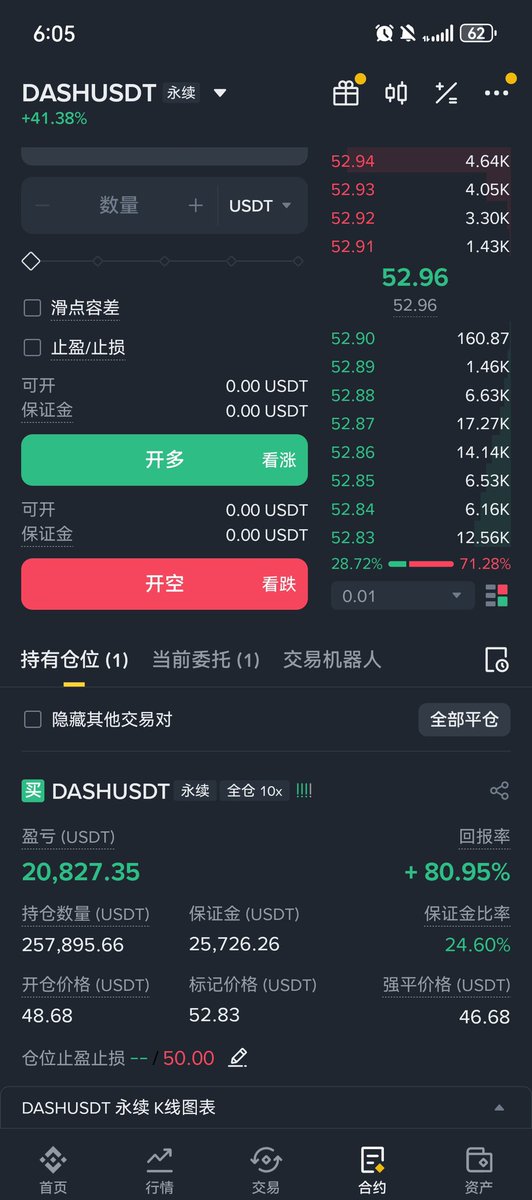 6:05
62
DASHUSDT 永续
+41.38%
数量 USDT
滑点容差
止盈/止损
可开 0.00 USDT
保证金 0.00 USDT
开多 看涨
可开 0.00 USDT
保证金 0.00 USDT
开空 看跌
52.94 4.64K
52.93 4.05K
52.92 3.30K
52.91 1.43K
52.96
52.96
52.90 160.87
52.89 1.46K
52.88 6.63K
52.87 17.27K
52.86 14.14K
52.85 6.53K
52.84 6.16K
52.83 12.56K
28.72% 71.28%
0.01
持有仓位 (1) 当前委托 (1) 交易机器人
隐藏其他交易对 全部平仓
买 DASHUSDT 永续 全仓 10x !!!!
盈亏 (USDT) 回报率
20,827.35 + 80.95%
持仓数量 (USDT) 保证金 (USDT) 保证金比率
257,895.66 25,726.26 24.60%
开仓价格 (USDT) 标记价格 (USDT) 强平价格 (USDT)
48.68 52.83 46.68
仓位止盈止损 -- / 50.00
DASHUSDT 永续 K线图表
首页 行情 交易 合约 资产